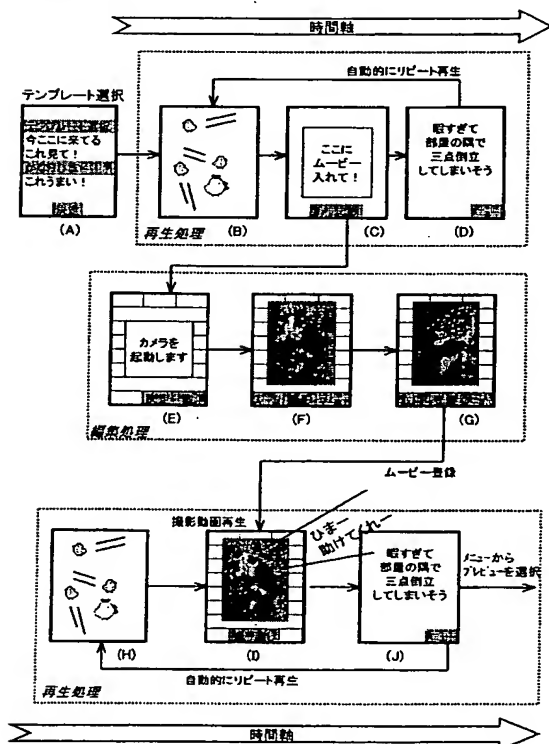 時間軸
自動的にリピート再生
テンプレート選択
今ここに来てる
これ見て！
これうまい！
ここに
ムービー
入れて！
暇すぎて
部屋の隅で
三点倒立
してしまいそう
(A)
(B)
(C)
(D)
再生処理
カメラを
起動します
(E)
(F)
(G)
編集処理
ムービー登録
撮影動画再生
ひまー
助けてくれー
暇すぎて
部屋の隅で
三点倒立
してしまいそう
メニューから
プレビューを選択
(H)
(I)
(J)
自動的にリピート再生
再生処理
時間軸